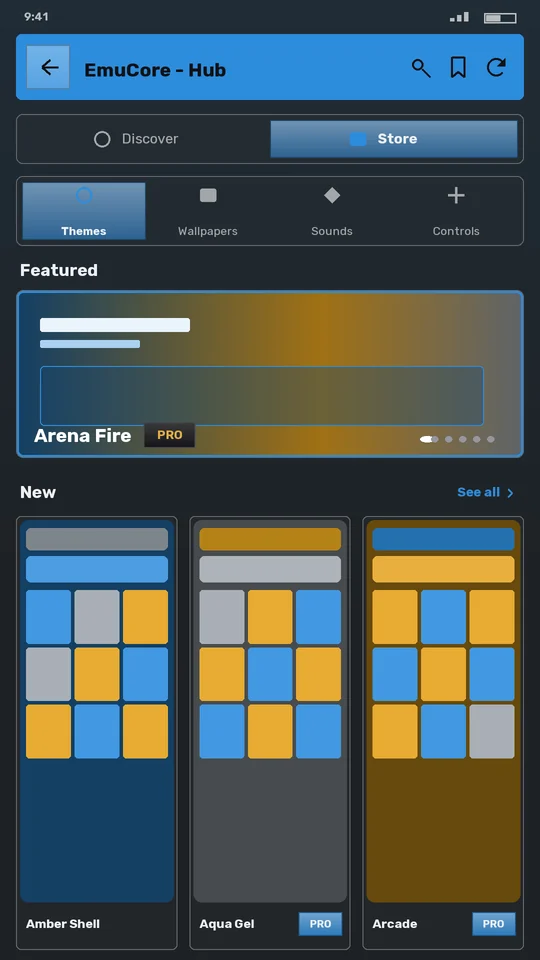 9:41
EmuCore - Hub
Discover
Store
Themes
Wallpapers
Sounds
Controls
Featured
Arena Fire
PRO
New
See all
Amber Shell
Aqua Gel
PRO
Arcade
PRO